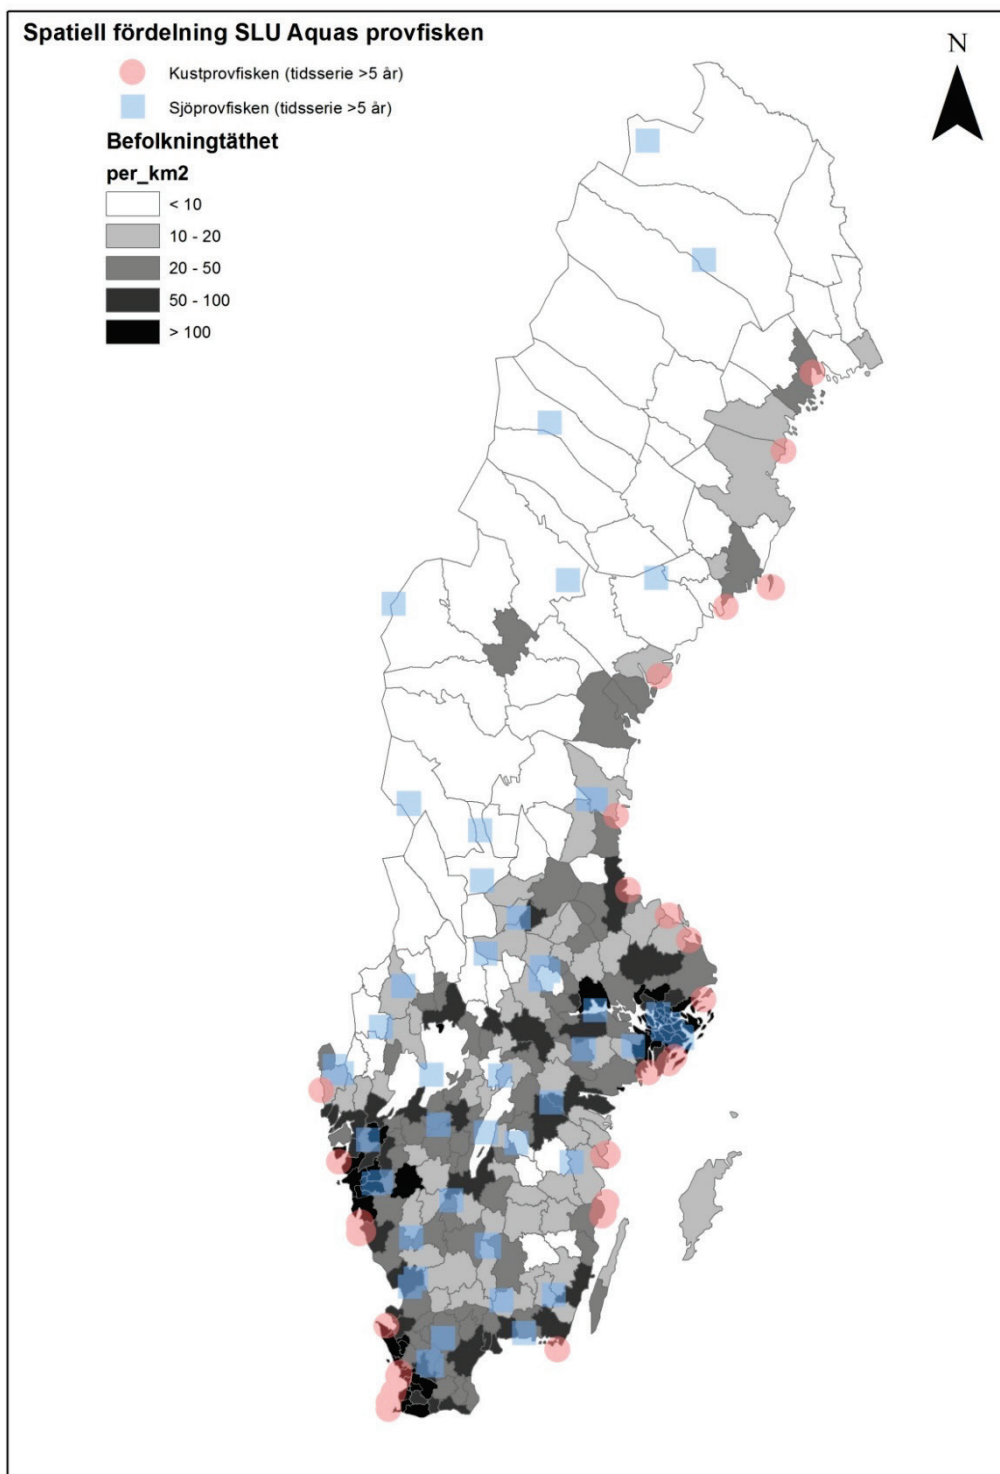 Spatiell fördelning SLU Aquas provfisken
N
Kustprovfisken (tidsserie >5 år)
Sjöprovfisken (tidsserie >5 år)
Befolkningtäthet
per_km2
< 10
10 - 20
20 - 50
50 - 100
> 100